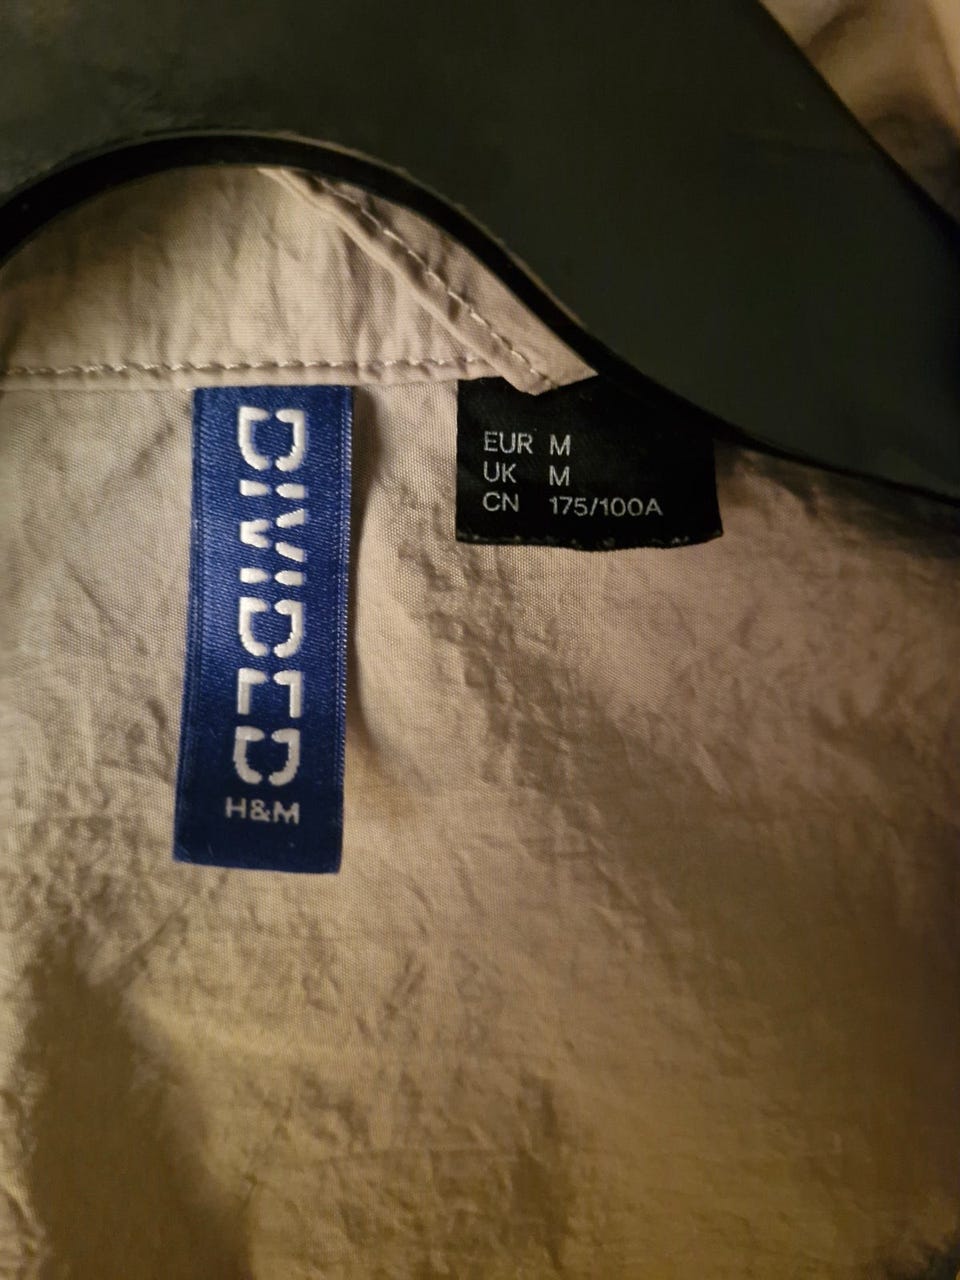 DIVIDED
H&M
EUR M
UK M
CN 175/100A